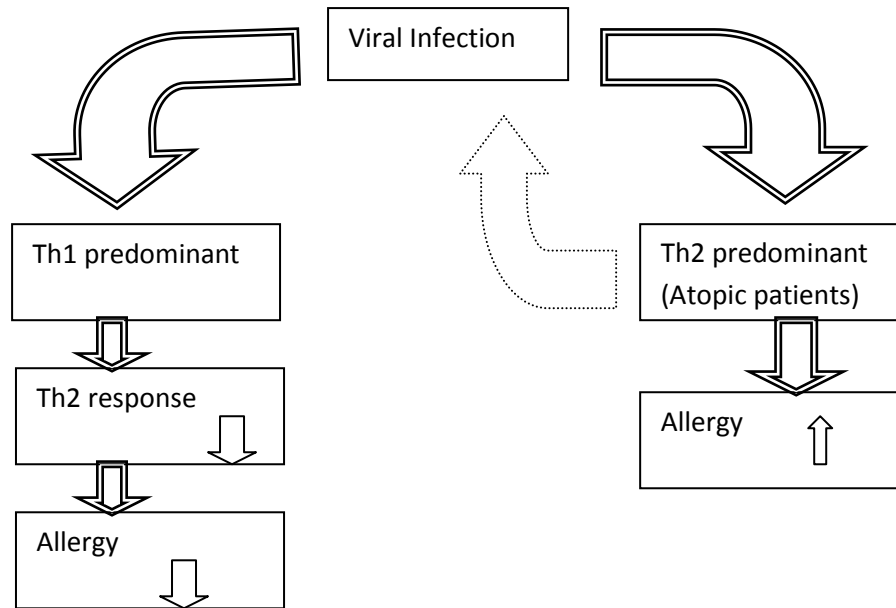 Viral Infection
Th1 predominant
Th2 response
Allergy
Th2 predominant
(Atopic patients)
Allergy